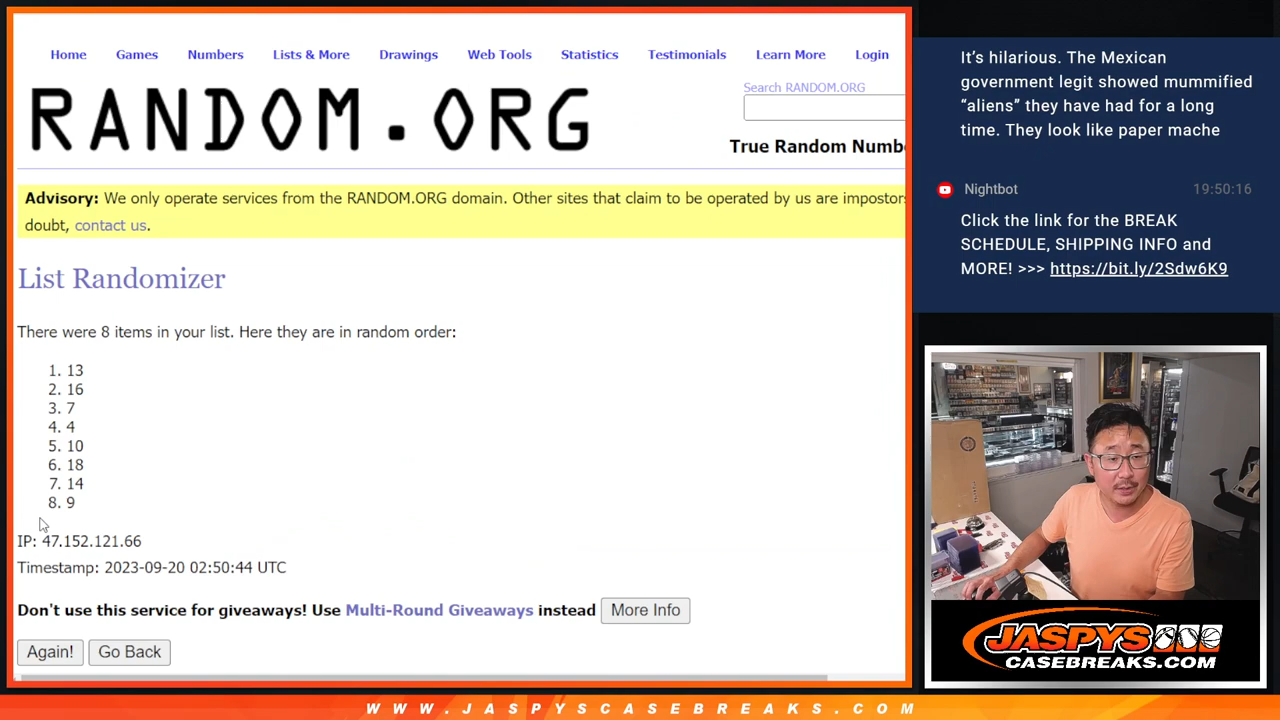 Home Games Numbers Lists & More Drawings Web Tools Statistics Testimonials Learn More Login
RANDOM.ORG
Search RANDOM.ORG
True Random Numbe
Advisory: We only operate services from the RANDOM.ORG domain. Other sites that claim to be operated by us are impostors
doubt, contact us.
List Randomizer
There were 8 items in your list. Here they are in random order:
1. 13
2. 16
3. 7
4. 4
5. 10
6. 18
7. 14
8. 9
IP: 47.152.121.66
Timestamp: 2023-09-20 02:50:44 UTC
Don't use this service for giveaways! Use Multi-Round Giveaways instead More Info
Again! Go Back
It's hilarious. The Mexican
government legit showed mummified
“aliens” they have had for a long
time. They look like paper mache
Nightbot 19:50:16
Click the link for the BREAK
SCHEDULE, SHIPPING INFO and
MORE! >>> https://bit.ly/2Sdw6K9
JASPYS
CASEBREAKS.COM
WWW.JASPYSCASEBREAKS.COM